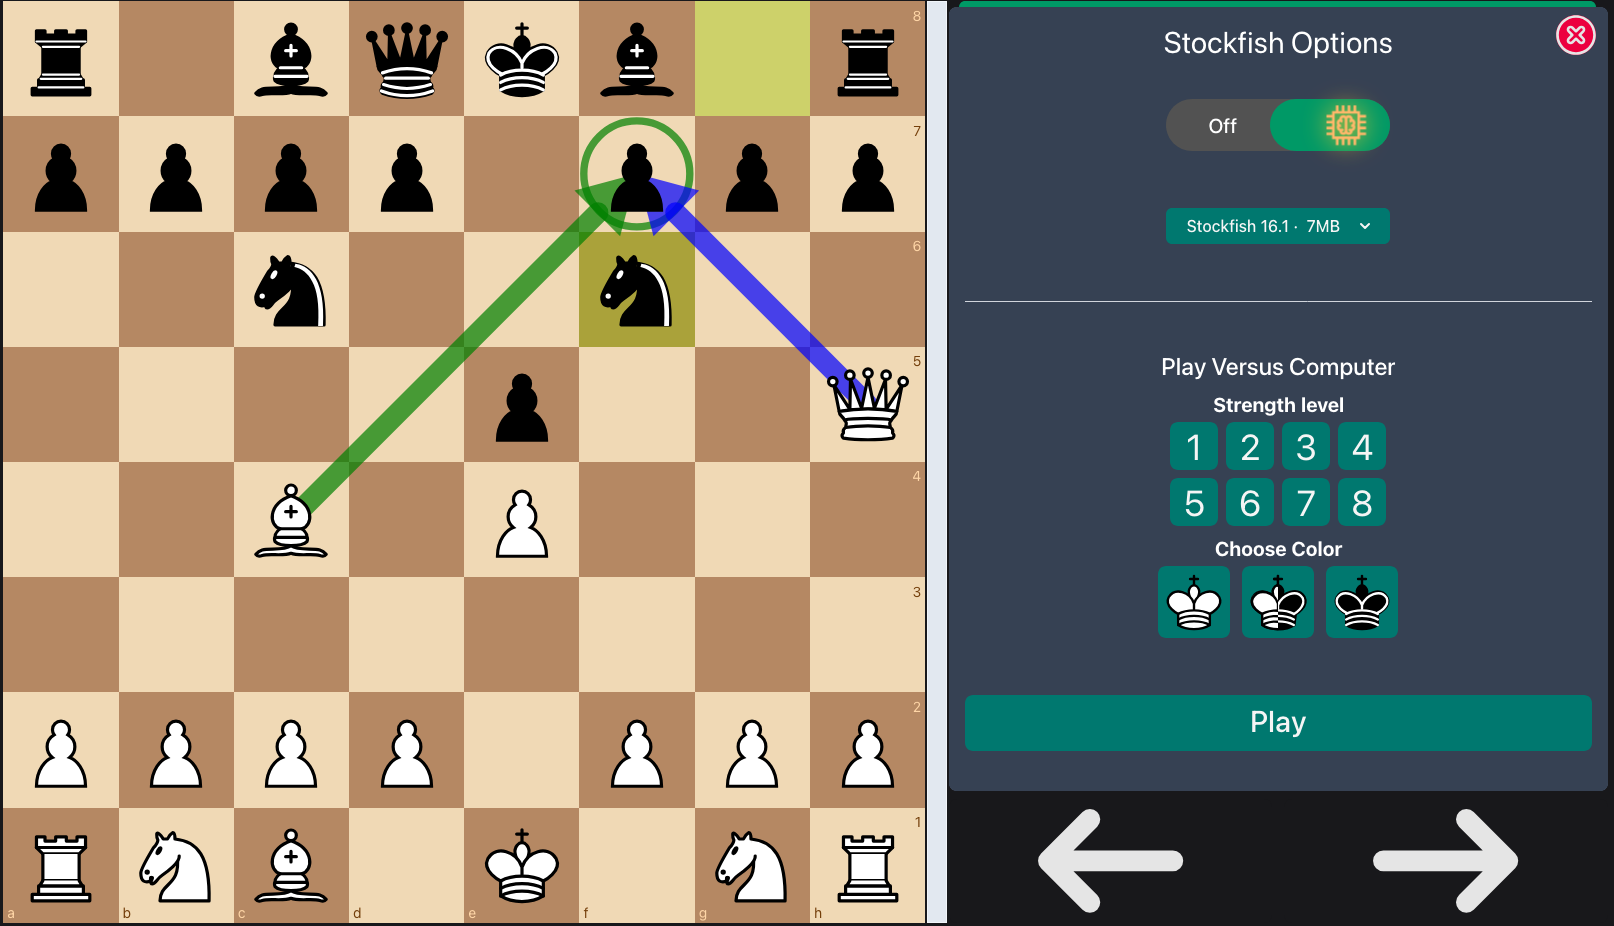 8
7
6
5
4
3
2
1
a b c d e f g h
Stockfish Options
Off
Stockfish 16.1 · 7MB
Play Versus Computer
Strength level
1 2 3 4
5 6 7 8
Choose Color
Play